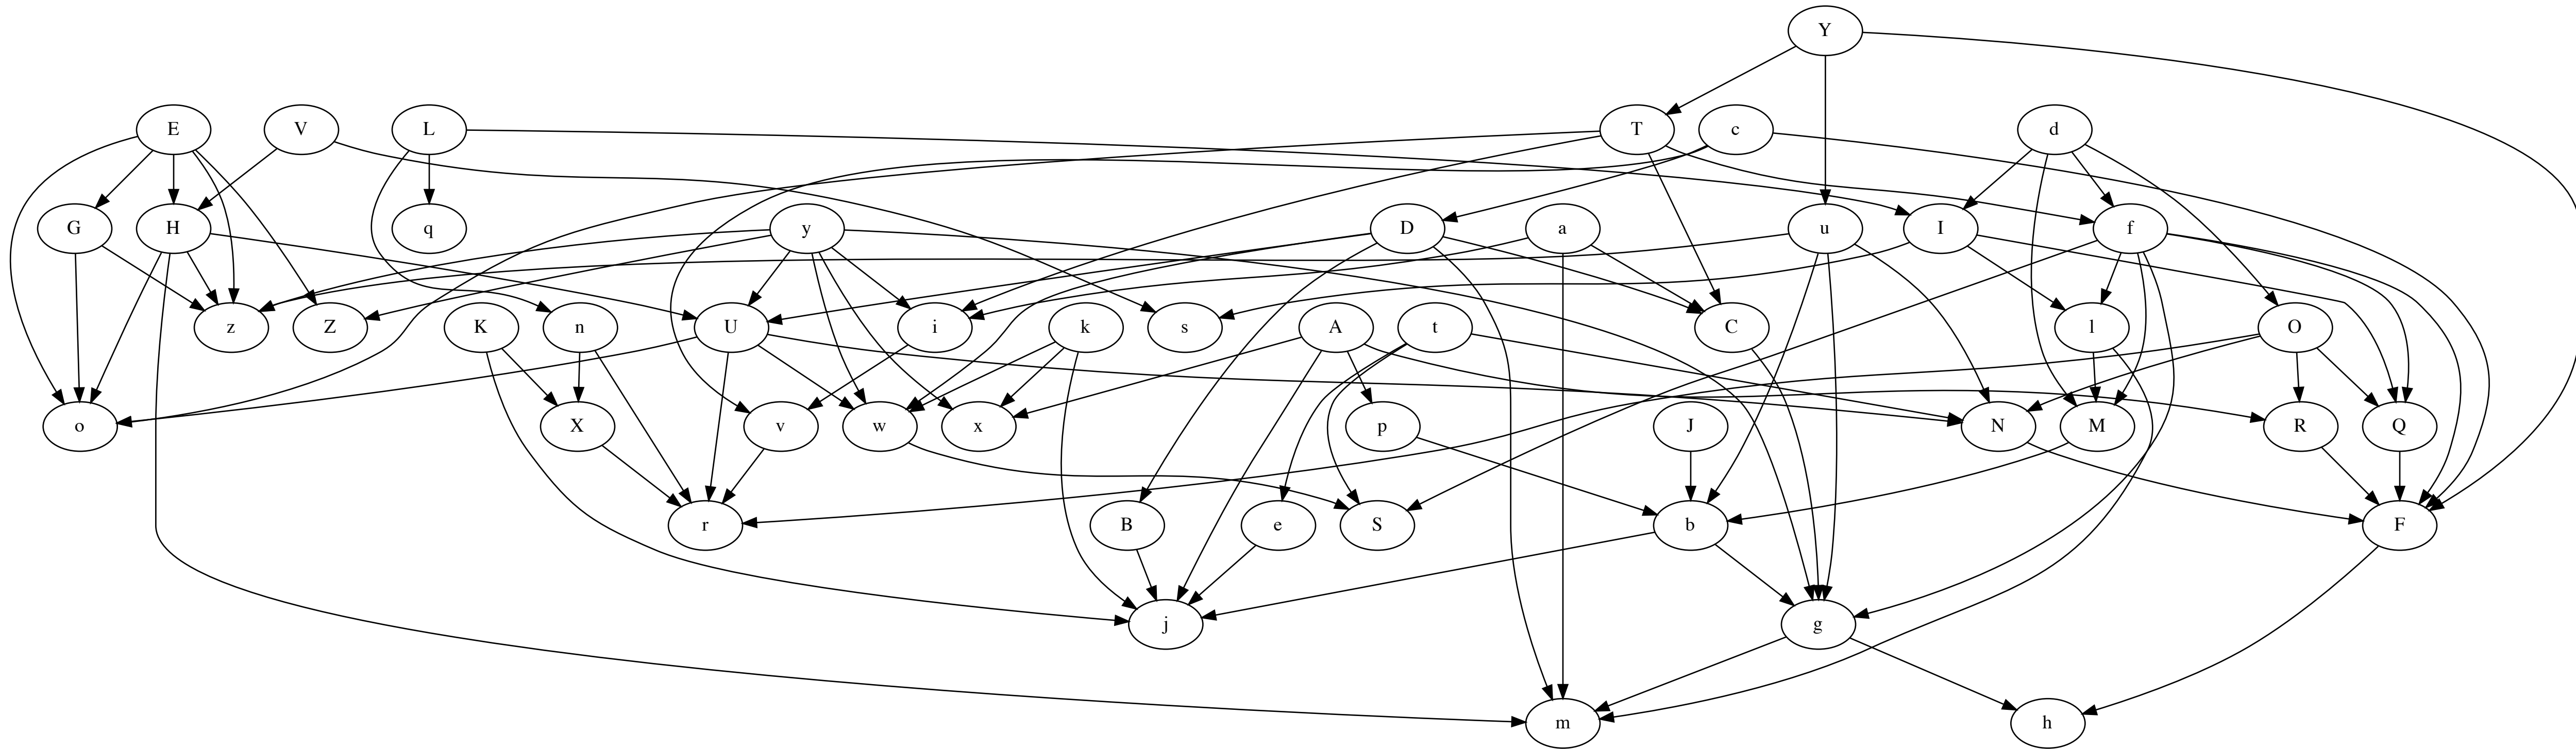 Y
E V L T c d
G H q y D a u I f
z Z K n U i k s A t C l O
o X v w x p J N M R Q
r B e S b F
j g
m h